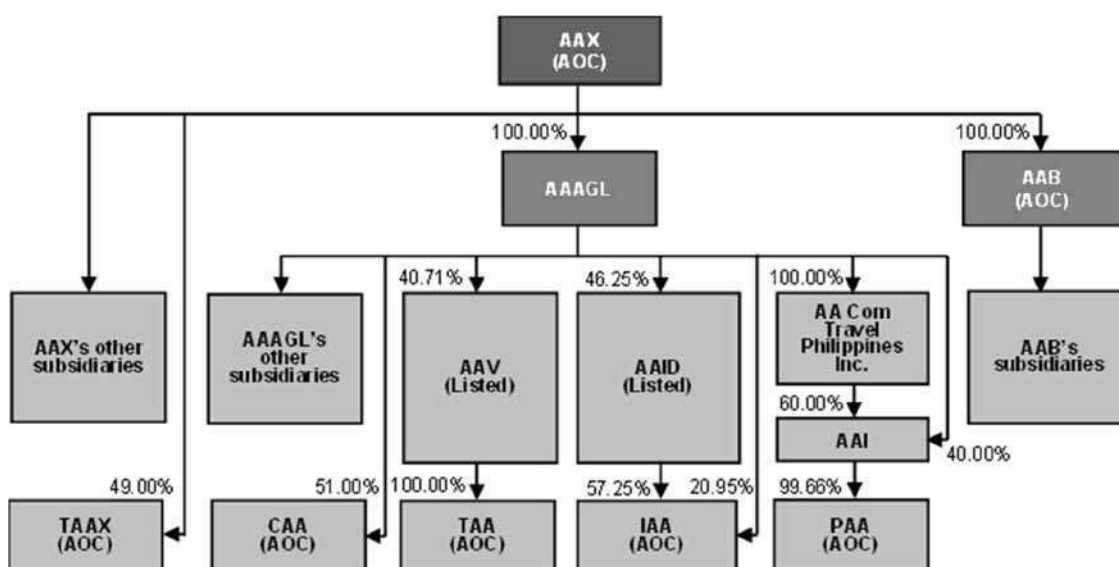 AAX
(AOC)
100.00%
100.00%
AAAGL
AAB
(AOC)
40.71%
46.25%
100.00%
AAX's other
subsidiaries
AAAGL's
other
subsidiaries
AAV
(Listed)
AAID
(Listed)
AA Com
Travel
Philippines
Inc.
AAB's
subsidiaries
60.00%
AAI
40.00%
49.00%
51.00%
100.00%
57.25%
20.95%
99.66%
TAAX
(AOC)
CAA
(AOC)
TAA
(AOC)
IAA
(AOC)
PAA
(AOC)